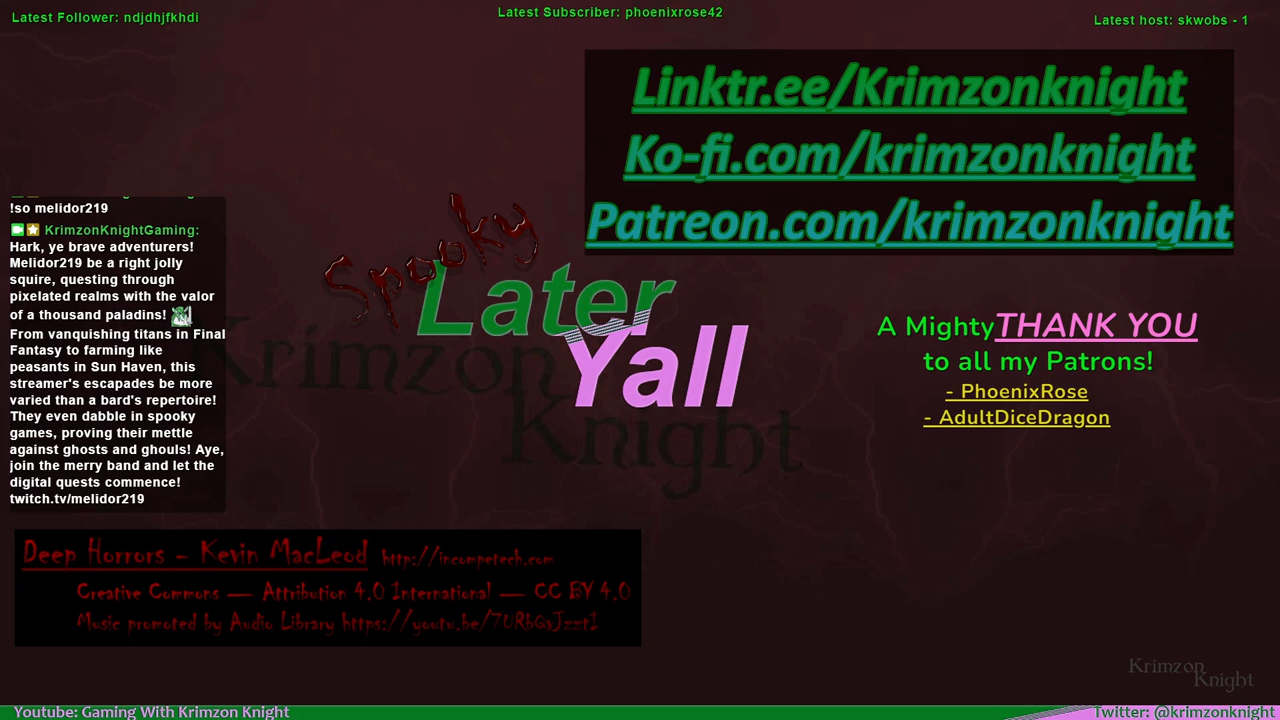 Latest Follower: ndjdhjfkhdi
Latest Subscriber: phoenixrose42
Latest host: skwobs - 1
Linktr.ee/Krimzonknight
Ko-fi.com/krimzonknight
Patreon.com/krimzonknight
!so melidor219
KrimzonKnightGaming:
Hark, ye brave adventurers!
Melidor219 be a right jolly
squire, questing through
pixelated realms with the valor
of a thousand paladins!
From vanquishing titans in Final
Fantasy to farming like
peasants in Sun Haven, this
streamer's escapades be more
varied than a bard's repertoire!
They even dabble in spooky
games, proving their mettle
against ghosts and ghouls! Aye,
join the merry band and let the
digital quests commence!
twitch.tv/melidor219
Spooky
Later
Yall
Krimzon
Knight
A Mighty THANK YOU
to all my Patrons!
- PhoenixRose
- AdultDiceDragon
Deep Horrors - Kevin MacLeod http://incompetech.com
Creative Commons — Attribution 4.0 International — CC BY 4.0
Music promoted by Audio Library
Krimzon
Knight
Youtube: Gaming With Krimzon Knight
Twitter: @krimzonknight